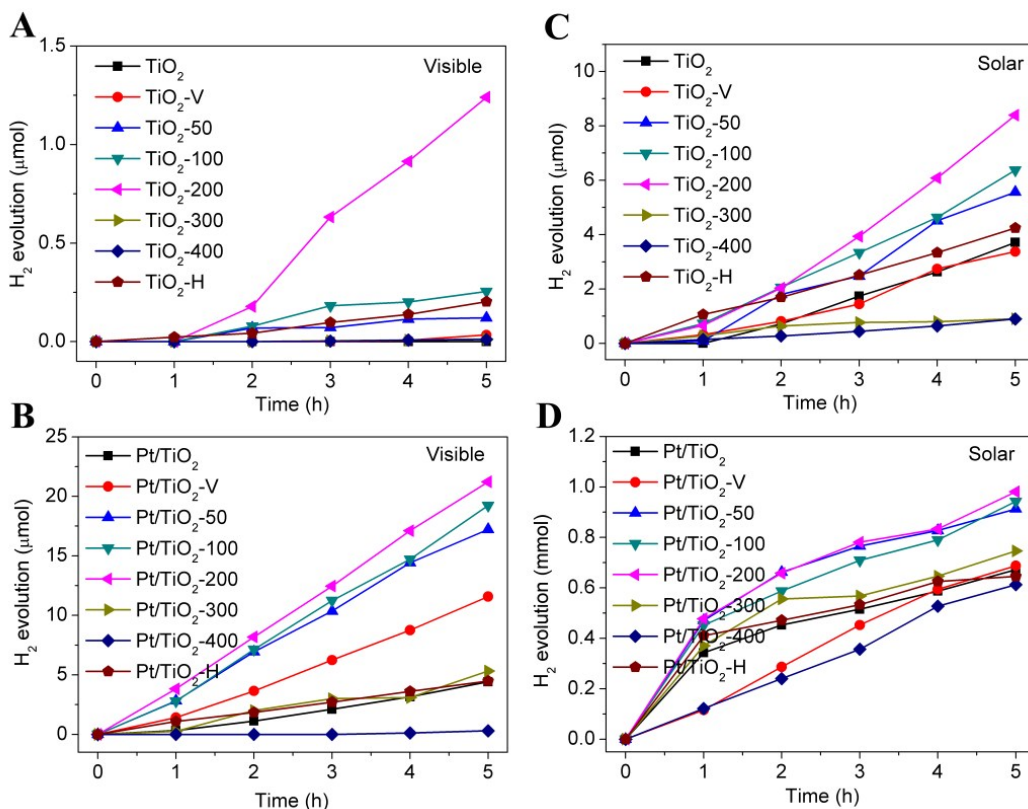 A
Visible
TiO₂
TiO₂-V
TiO₂-50
TiO₂-100
TiO₂-200
TiO₂-300
TiO₂-400
TiO₂-H
H₂ evolution (μmol)
1.5
1.0
0.5
0.0
0 1 2 3 4 5
Time (h)
C
Solar
TiO₂
TiO₂-V
TiO₂-50
TiO₂-100
TiO₂-200
TiO₂-300
TiO₂-400
TiO₂-H
H₂ evolution (μmol)
10
8
6
4
2
0
0 1 2 3 4 5
Time (h)
B
Visible
Pt/TiO₂
Pt/TiO₂-V
Pt/TiO₂-50
Pt/TiO₂-100
Pt/TiO₂-200
Pt/TiO₂-300
Pt/TiO₂-400
Pt/TiO₂-H
H₂ evolution (μmol)
25
20
15
10
5
0
0 1 2 3 4 5
Time (h)
D
Solar
Pt/TiO₂
Pt/TiO₂-V
Pt/TiO₂-50
Pt/TiO₂-100
Pt/TiO₂-200
Pt/TiO₂-300
Pt/TiO₂-400
Pt/TiO₂-H
H₂ evolution (mmol)
1.2
1.0
0.8
0.6
0.4
0.2
0.0
0 1 2 3 4 5
Time (h)